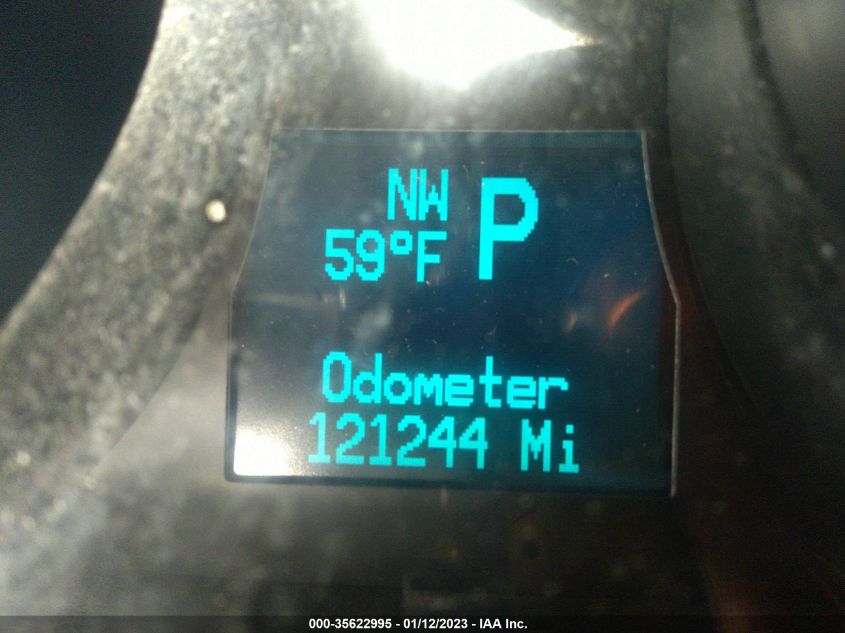 NW P
59°F
Odometer
121244 Mi
000-35622995 - 01/12/2023 - IAA Inc.